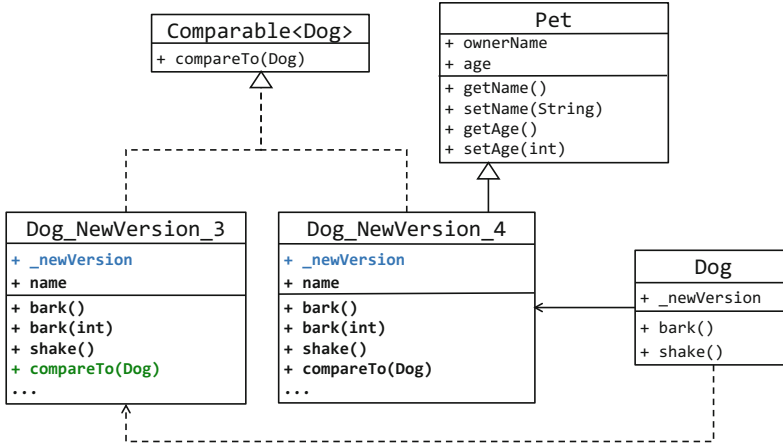 Comparable<Dog>
+ compareTo(Dog)
Pet
+ ownerName
+ age
+ getName()
+ setName(String)
+ getAge()
+ setAge(int)
Dog_NewVersion_3
+ _newVersion
+ name
+ bark()
+ bark(int)
+ shake()
+ compareTo(Dog)
...
Dog_NewVersion_4
+ _newVersion
+ name
+ bark()
+ bark(int)
+ shake()
+ compareTo(Dog)
...
Dog
+ _newVersion
+ bark()
+ shake()